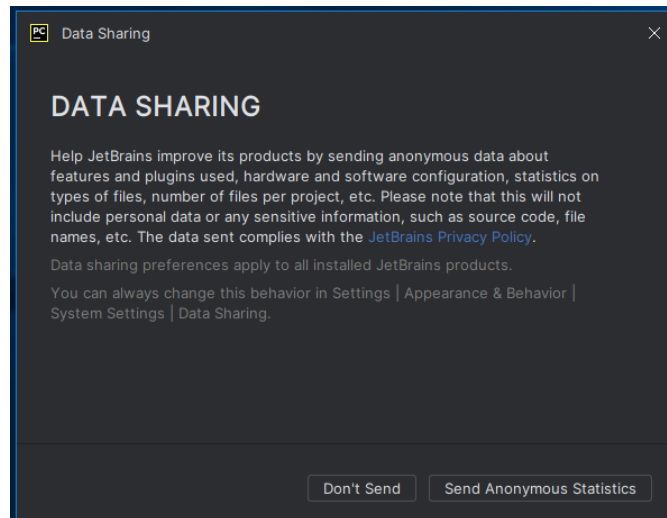 PC Data Sharing
DATA SHARING
Help JetBrains improve its products by sending anonymous data about
features and plugins used, hardware and software configuration, statistics on
types of files, number of files per project, etc. Please note that this will not
include personal data or any sensitive information, such as source code, file
names, etc. The data sent complies with the JetBrains Privacy Policy.
Data sharing preferences apply to all installed JetBrains products.
You can always change this behavior in Settings | Appearance & Behavior |
System Settings | Data Sharing.
Don't Send Send Anonymous Statistics